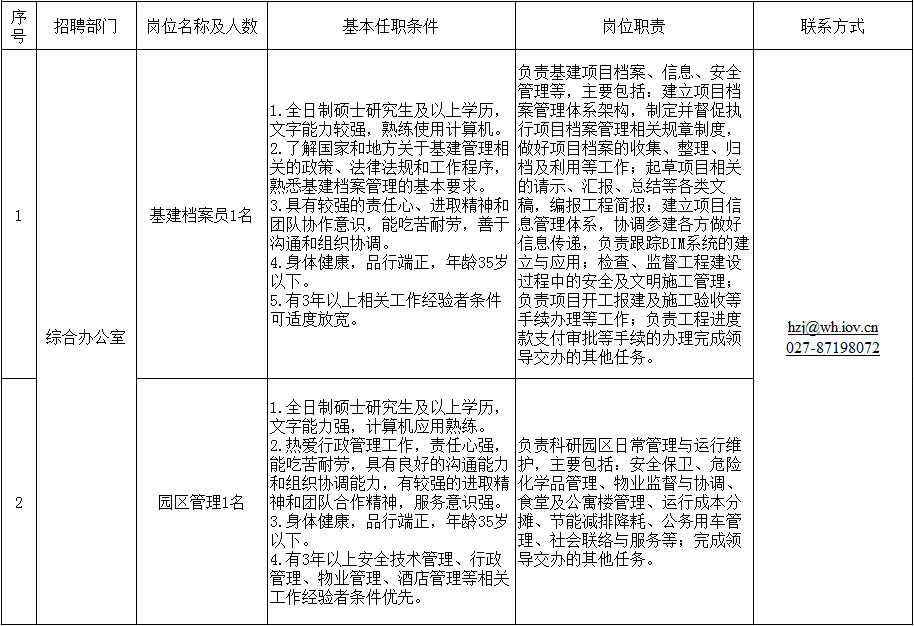 序号
招聘部门
岗位名称及人数
基本任职条件
岗位职责
联系方式
1
综合办公室
基建档案员1名
1.全日制硕士研究生及以上学历，
文字能力较强，熟练使用计算机。
2.了解国家和地方关于基建管理相
关的政策、法律法规和工作程序，
熟悉基建档案管理的基本要求。
3.具有较强的责任心、进取精神和
团队协作意识，能吃苦耐劳，善于
沟通和组织协调。
4.身体健康，品行端正，年龄35岁
以下。
5.有3年以上相关工作经验者条件
可适度放宽。
负责基建项目档案、信息、安全
管理等，主要包括：建立项目档
案管理体系架构，制定并督促执
行项目档案管理相关规章制度，
做好项目档案的收集、整理、归
档及利用等工作；起草项目相关
的请示、汇报、总结等各类文
稿，编报工程简报；建立项目信
息管理体系，协调参建各方做好
信息传递，负责跟踪BIM系统的建
立与应用；检查、监督工程建设
过程中的安全及文明施工管理；
负责项目开工报建及施工验收等
手续办理等工作；负责工程进度
款支付审批等手续的办理完成领
导交办的其他任务。
hzj@wh.iov.cn
027-87198072
2
园区管理1名
1.全日制硕士研究生及以上学历，
文字能力强，计算机应用熟练。
2.热爱行政管理工作，责任心强，
能吃苦耐劳，具有良好的沟通能力
和组织协调能力，有较强的进取精
神和团队合作精神，服务意识强。
3.身体健康，品行端正，年龄35岁
以下。
4.有3年以上安全技术管理、行政
管理、物业管理、酒店管理等相关
工作经验者条件优先。
负责科研园区日常管理与运行维
护，主要包括：安全保卫、危险
化学品管理、物业监督与协调、
食堂及公寓楼管理、运行成本分
摊、节能减排降耗、公务用车管
理、社会联络与服务等；完成领
导交办的其他任务。